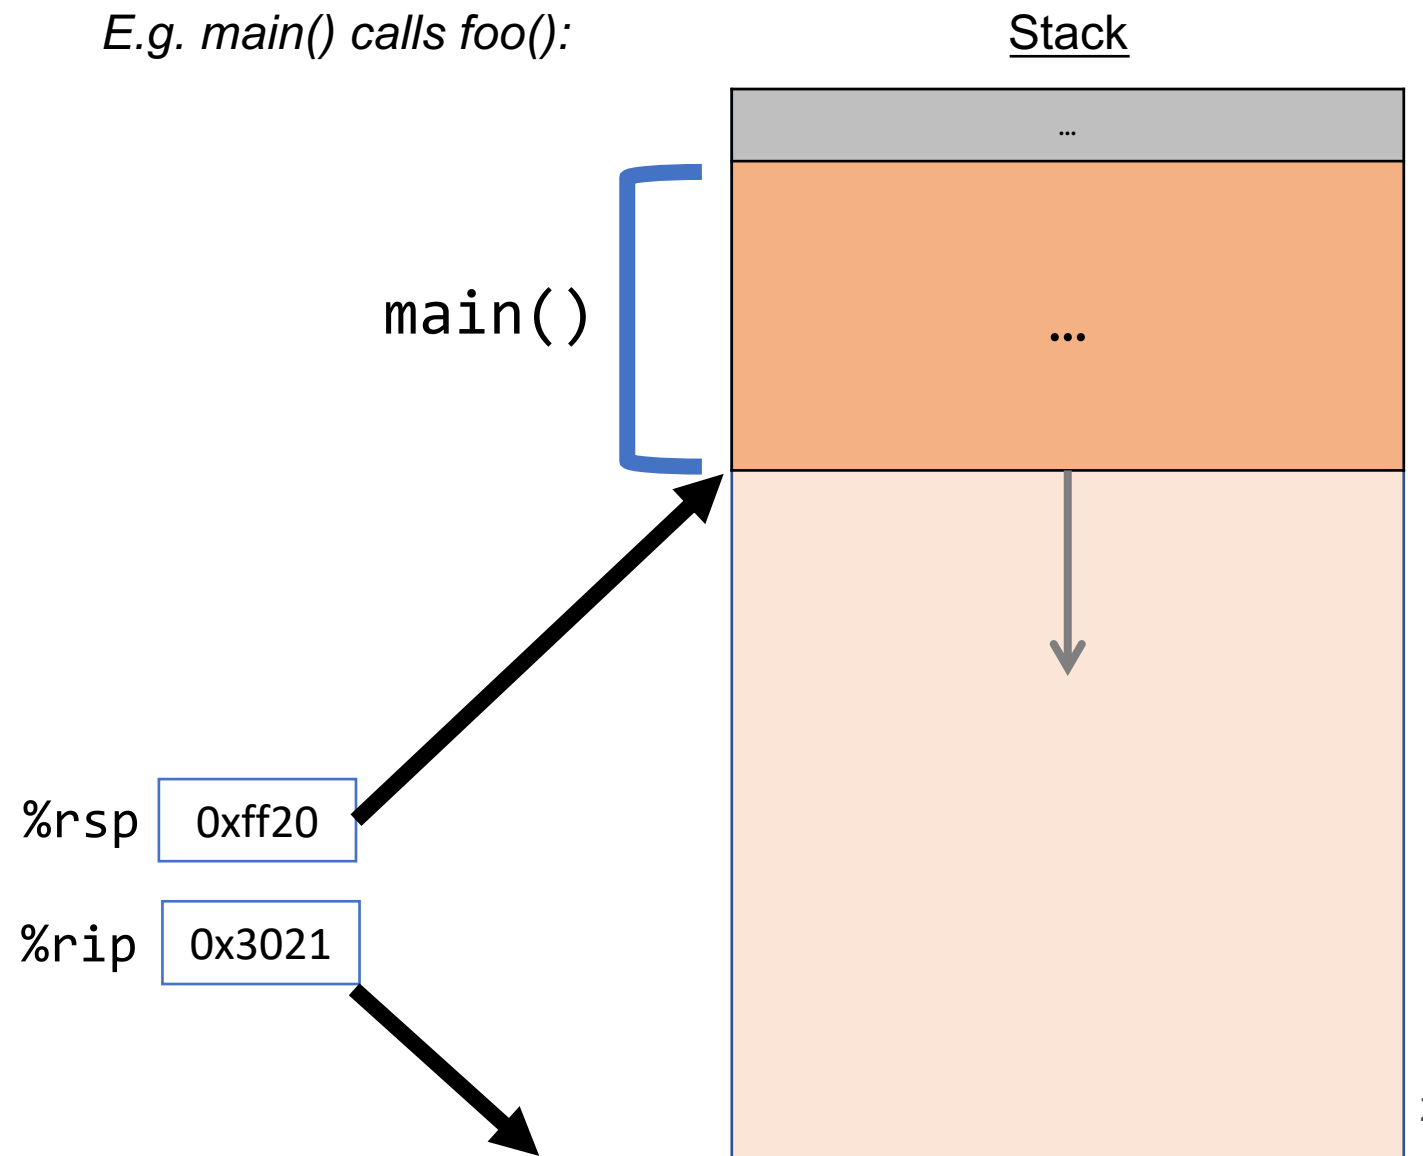 E.g. main() calls foo():
Stack
...
main()
...
%rsp 0xff20
%rip 0x3021